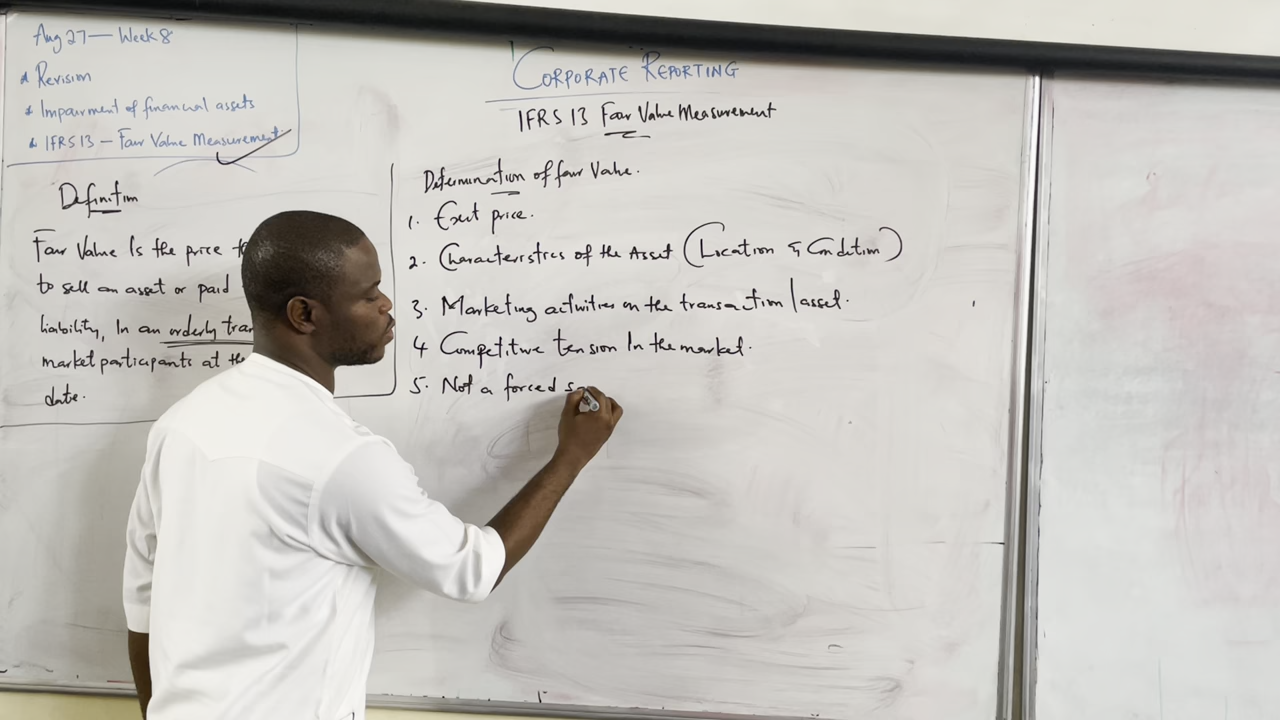 Aug 27 — Week 8
* Revision
* Impairment of financial assets
* IFRS 13 — Fair Value Measurement
CORPORATE REPORTING
IFRS 13 Fair Value Measurement
Definition
Fair Value Is the price
to sell an asset or paid
liability, In an orderly
market participants at the
date.
Determination of fair Value.
1. Exit price.
2. Characteristics of the Asset (Location & Condition)
3. Marketing activities on the transaction/asset.
4 Competitive tension In the market.
5. Not a forced